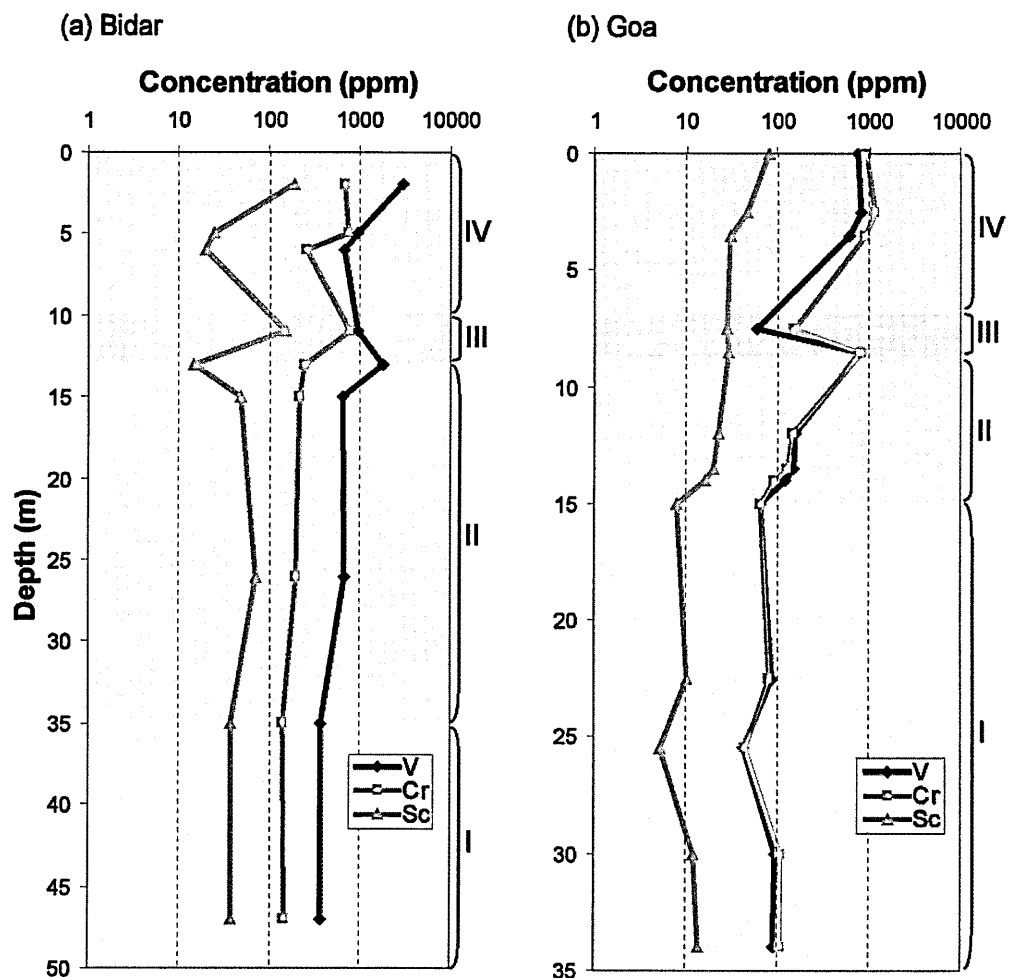 (a) Bidar
(b) Goa
Concentration (ppm)
Concentration (ppm)
1 10 100 1000 10000
1 10 100 1000 10000
Depth (m)
0
5
10
15
20
25
30
35
40
45
50
IV
III
II
I
V
Cr
Sc
0
5
10
15
20
25
30
35
IV
III
II
I
V
Cr
Sc